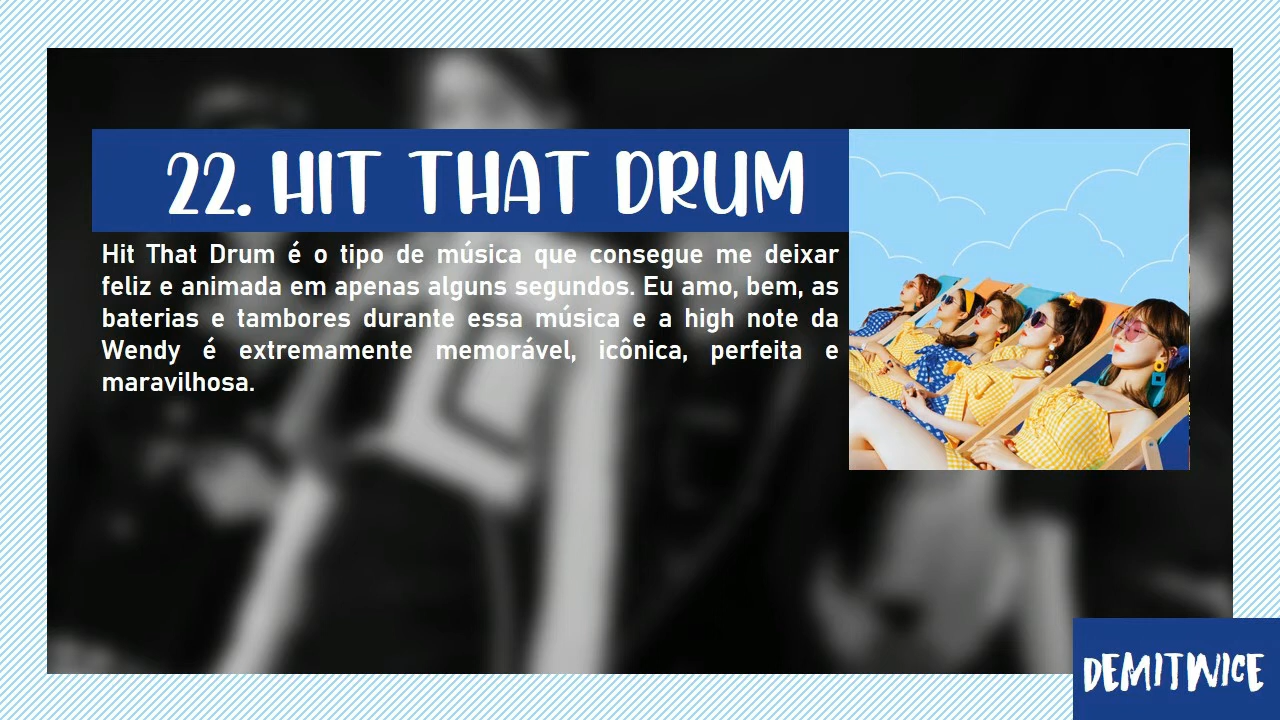 22. HIT THAT DRUM
Hit That Drum é o tipo de música que consegue me deixar
feliz e animada em apenas alguns segundos. Eu amo, bem, as
baterias e tambores durante essa música e a high note da
Wendy é extremamente memorável, icônica, perfeita e
maravilhosa.
DEMITWICE